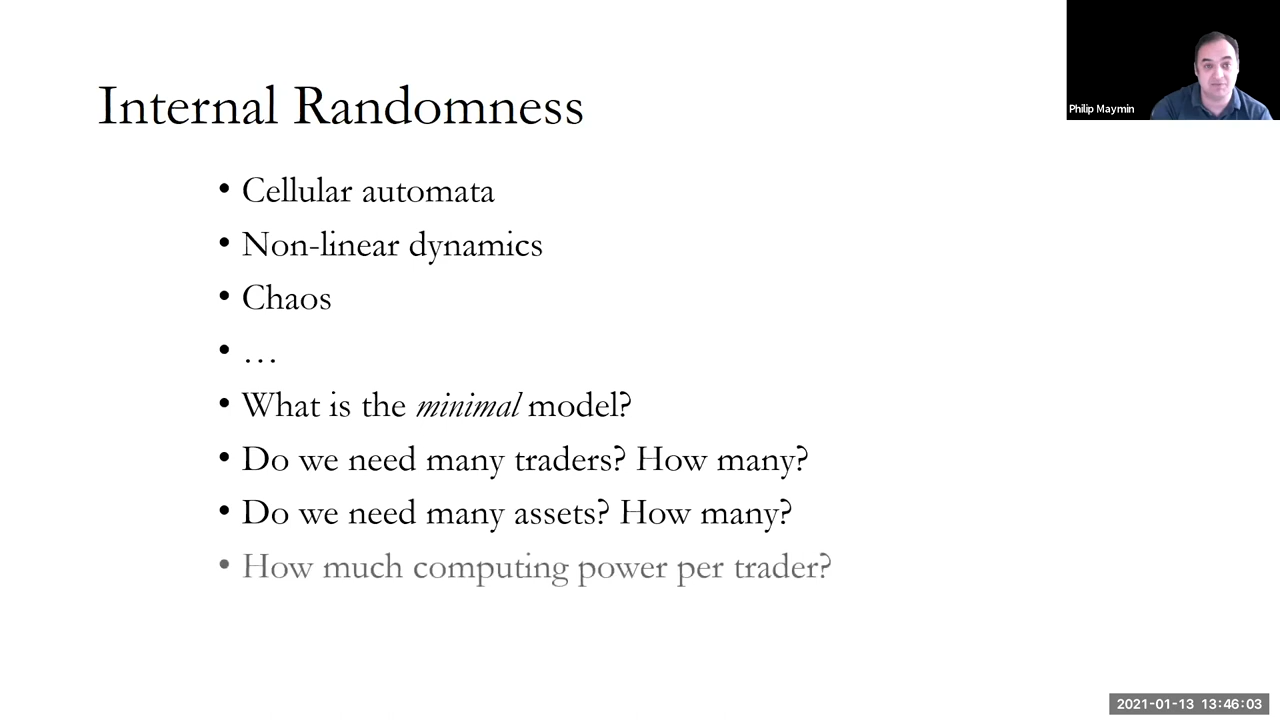 Internal Randomness
Philip Maymin
• Cellular automata
• Non-linear dynamics
• Chaos
• …
• What is the minimal model?
• Do we need many traders? How many?
• Do we need many assets? How many?
• How much computing power per trader?
2021-01-13 13:46:03